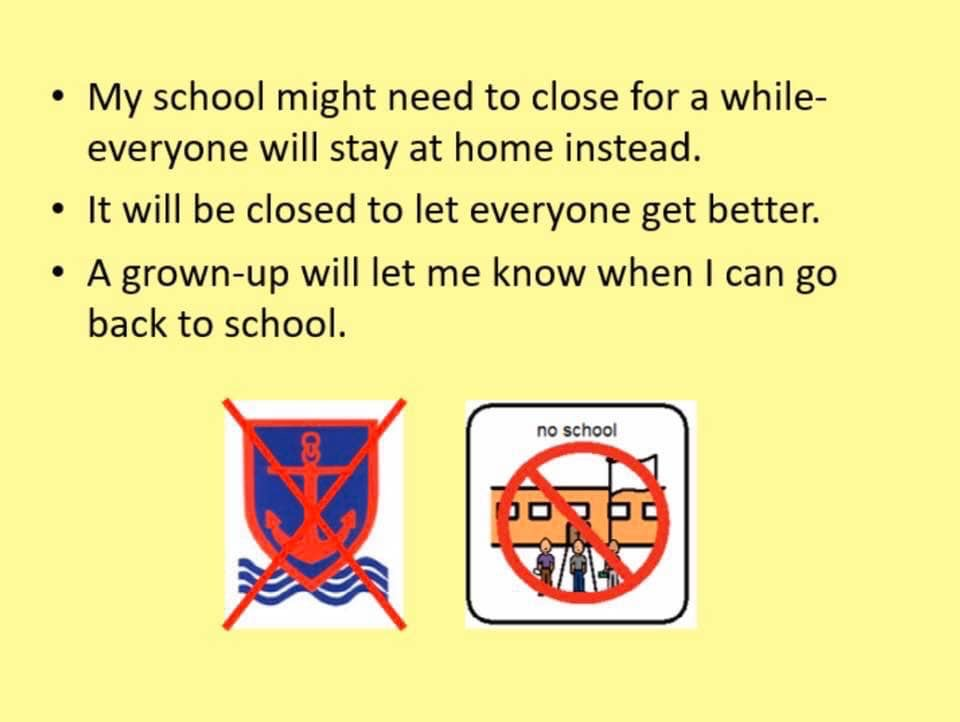 • My school might need to close for a while-
everyone will stay at home instead.
• It will be closed to let everyone get better.
• A grown-up will let me know when I can go
back to school.
no school